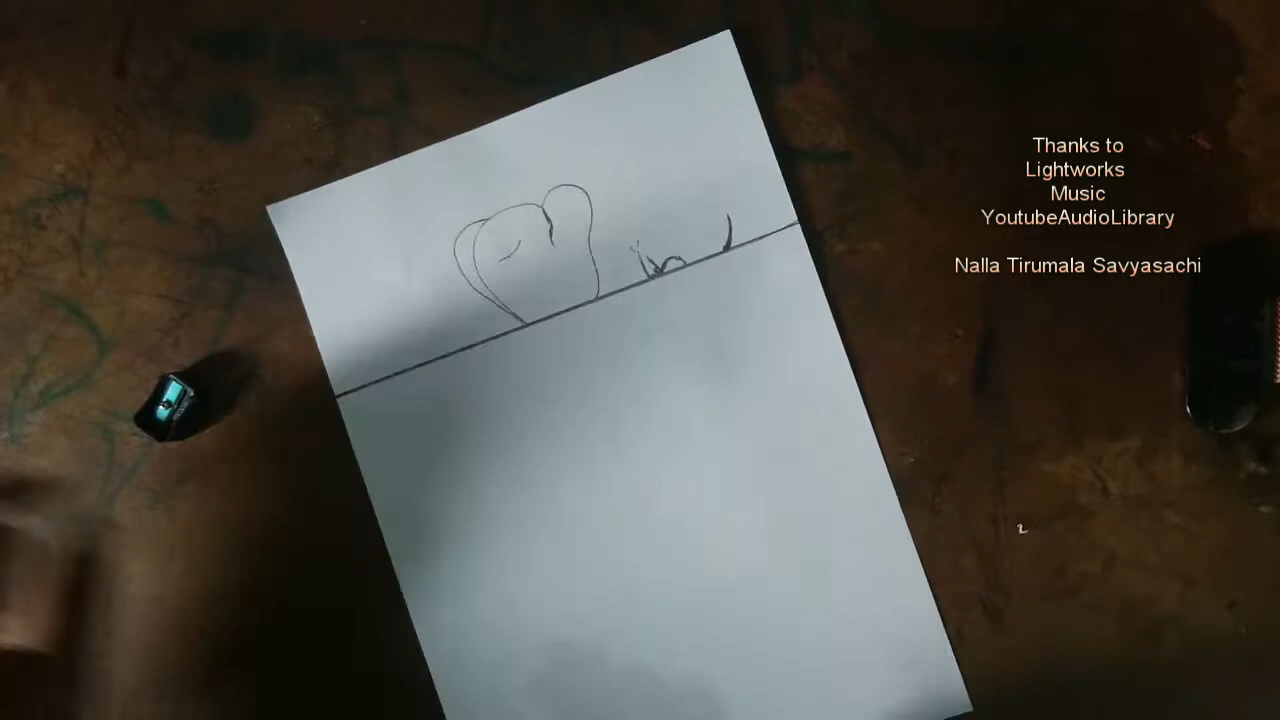 Thanks to
Lightworks
Music
YoutubeAudioLibrary
Nalla Tirumala Savyasachi